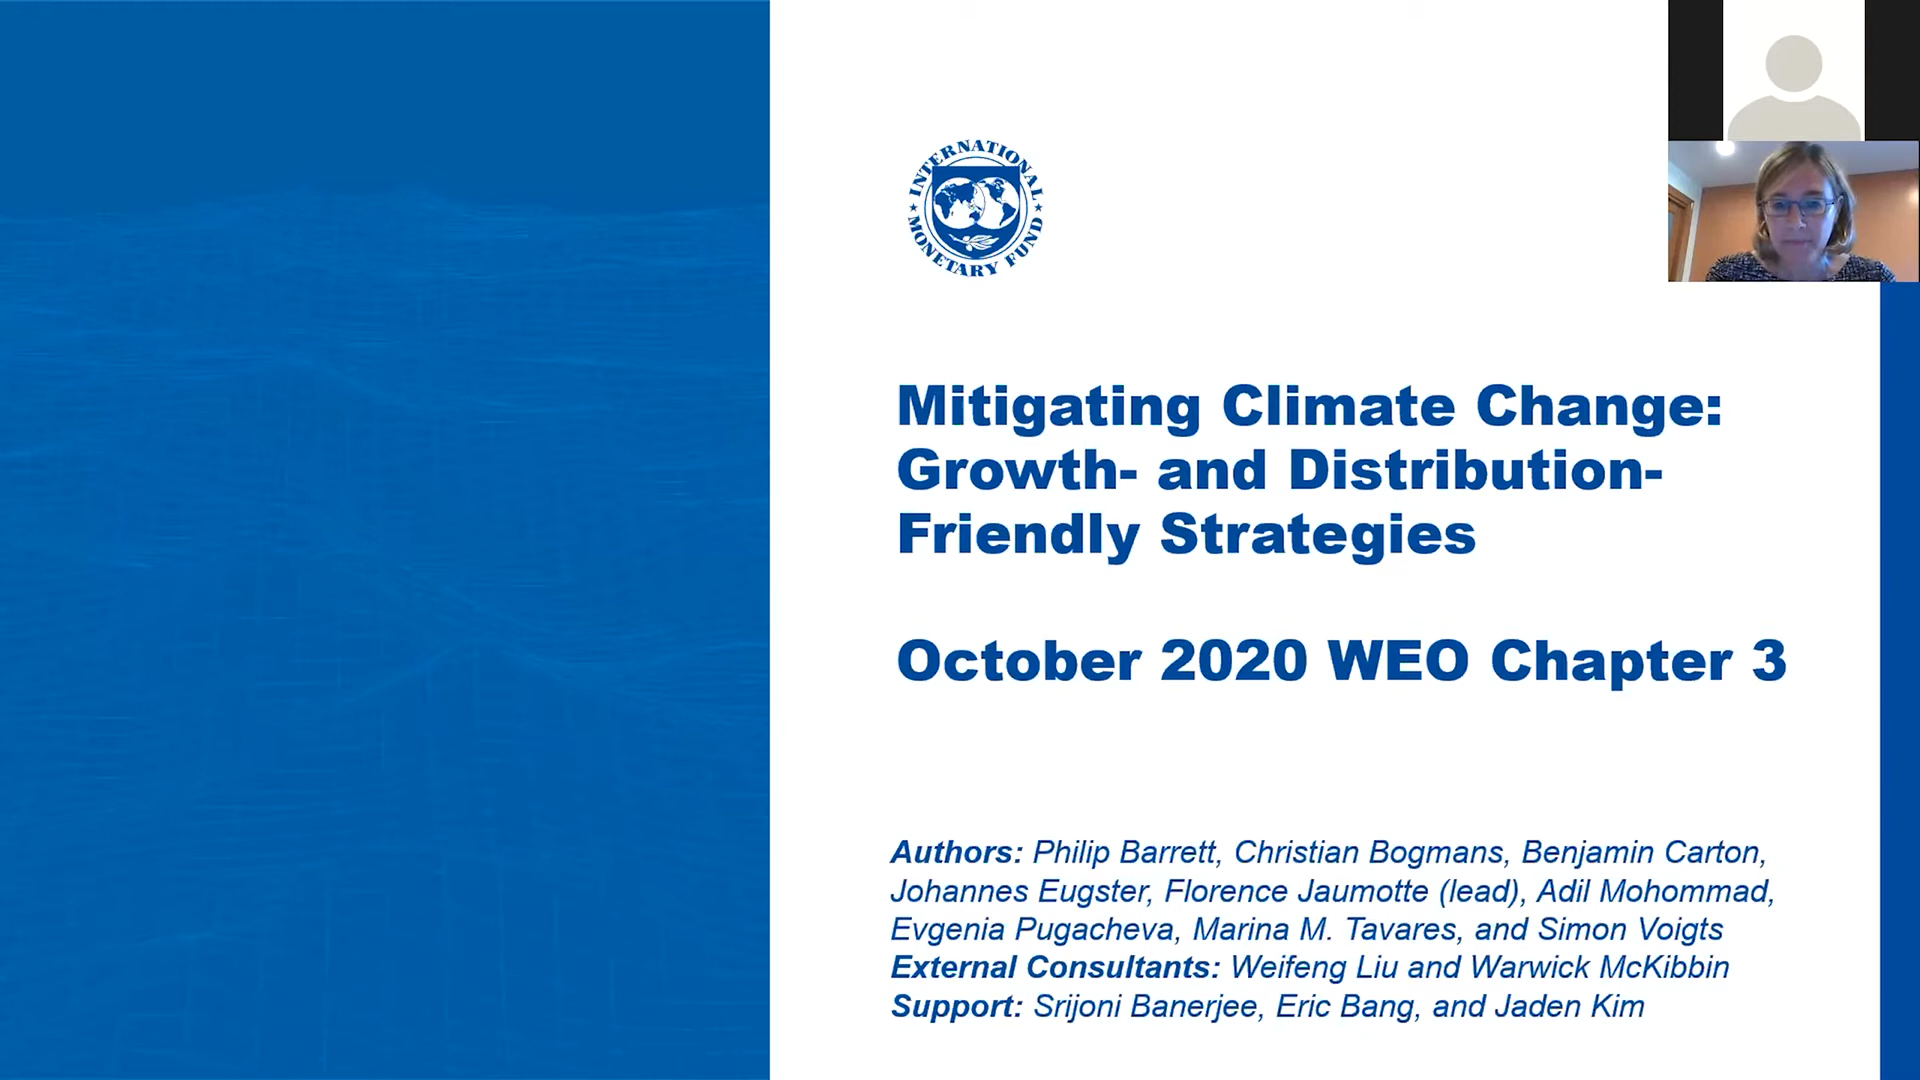 INTERNATIONAL MONETARY FUND
Mitigating Climate Change:
Growth- and Distribution-
Friendly Strategies
October 2020 WEO Chapter 3
Authors: Philip Barrett, Christian Bogmans, Benjamin Carton,
Johannes Eugster, Florence Jaumotte (lead), Adil Mohommad,
Evgenia Pugacheva, Marina M. Tavares, and Simon Voigts
External Consultants: Weifeng Liu and Warwick McKibbin
Support: Srijoni Banerjee, Eric Bang, and Jaden Kim